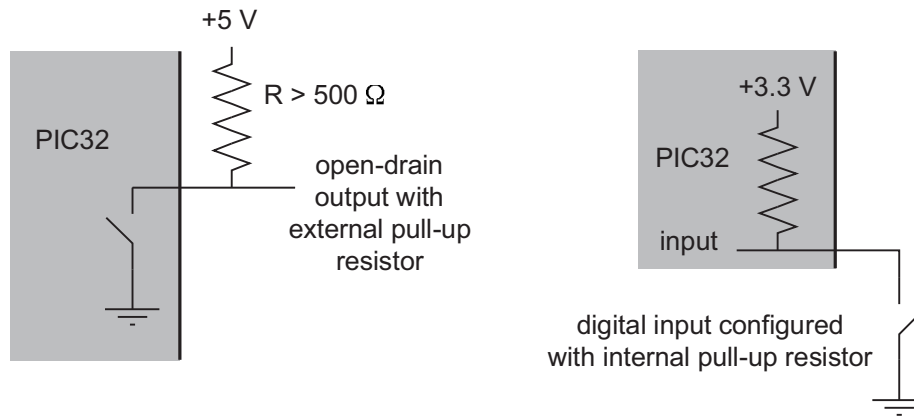 +5 V
R > 500 Ω
PIC32
open-drain
output with
external pull-up
resistor
+3.3 V
PIC32
input
digital input configured
with internal pull-up resistor